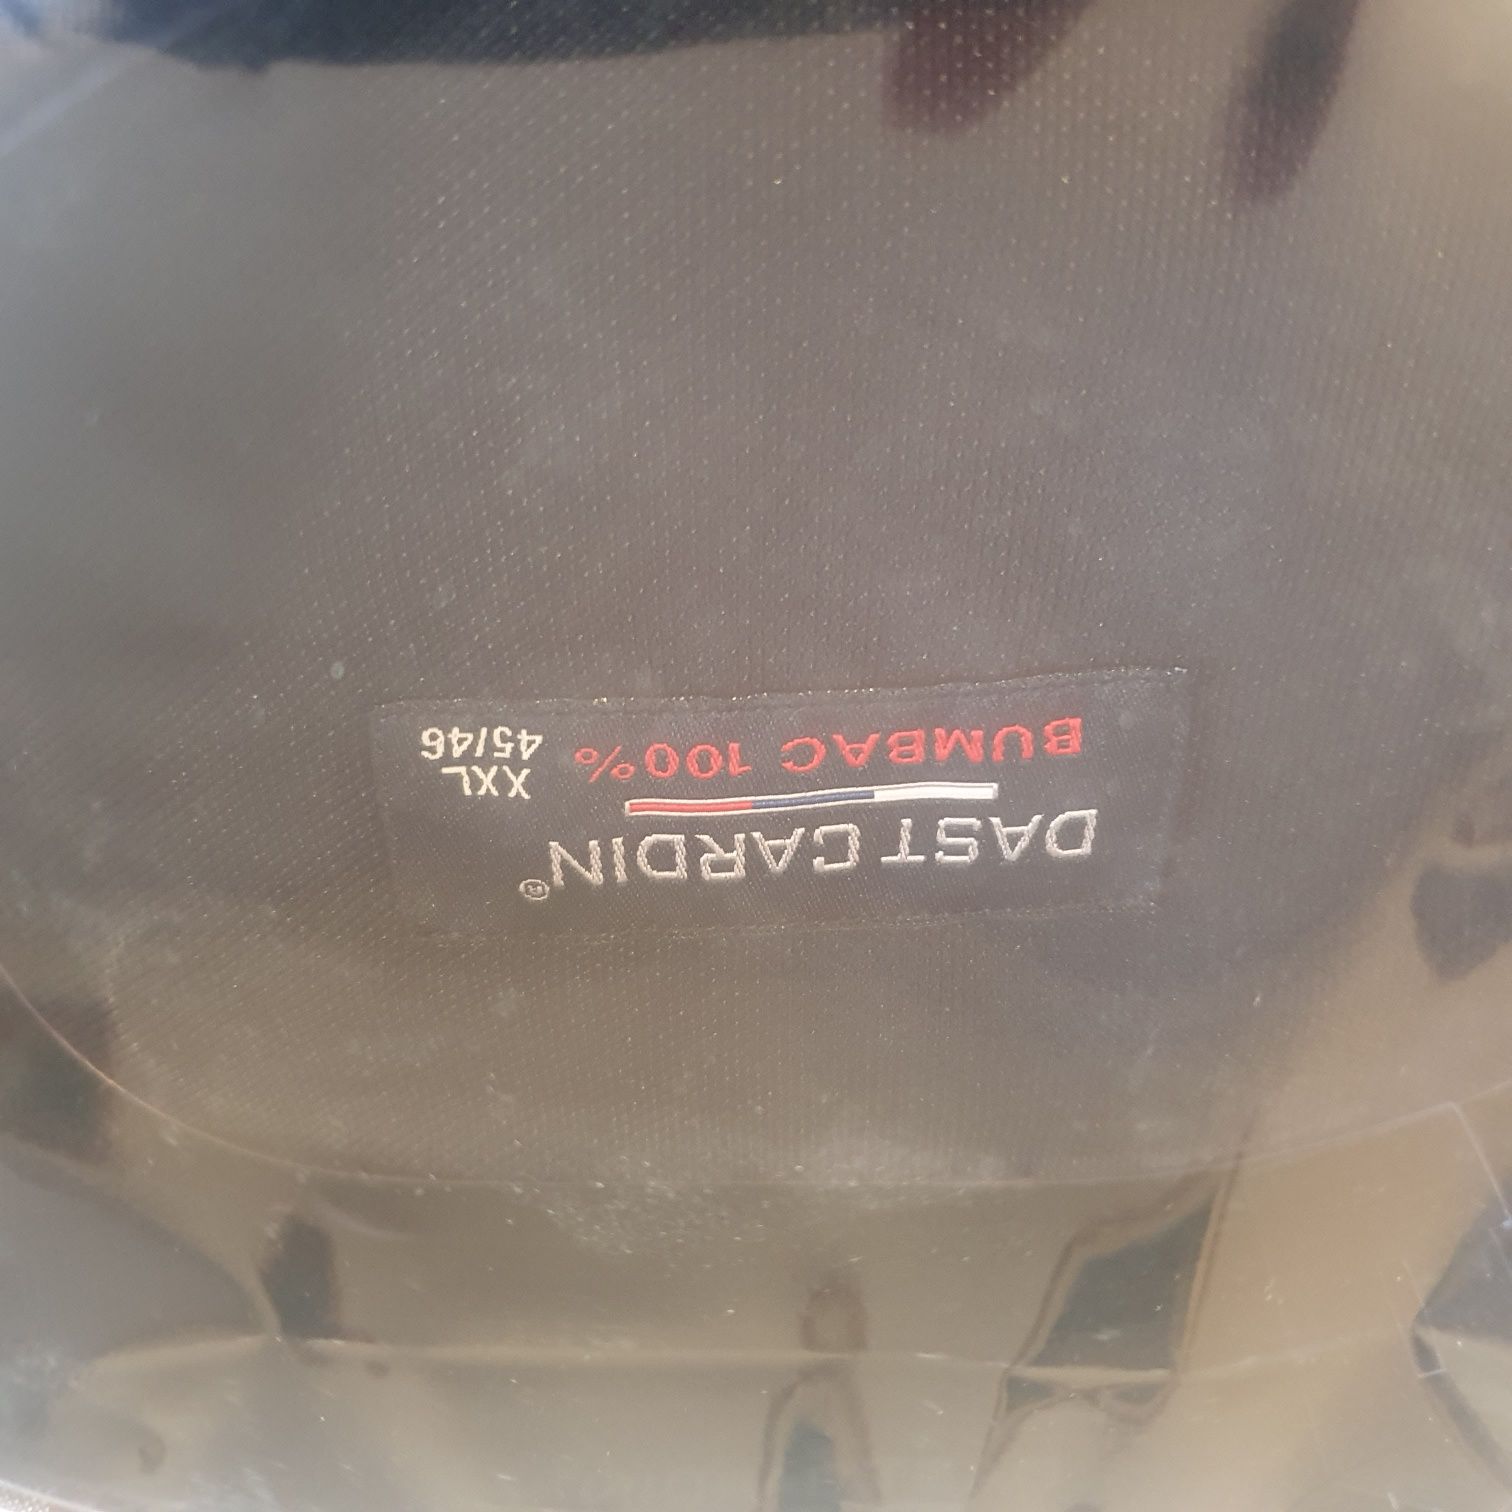 DAST CARDIN®
BUMBAC 100%
XXL
45/46